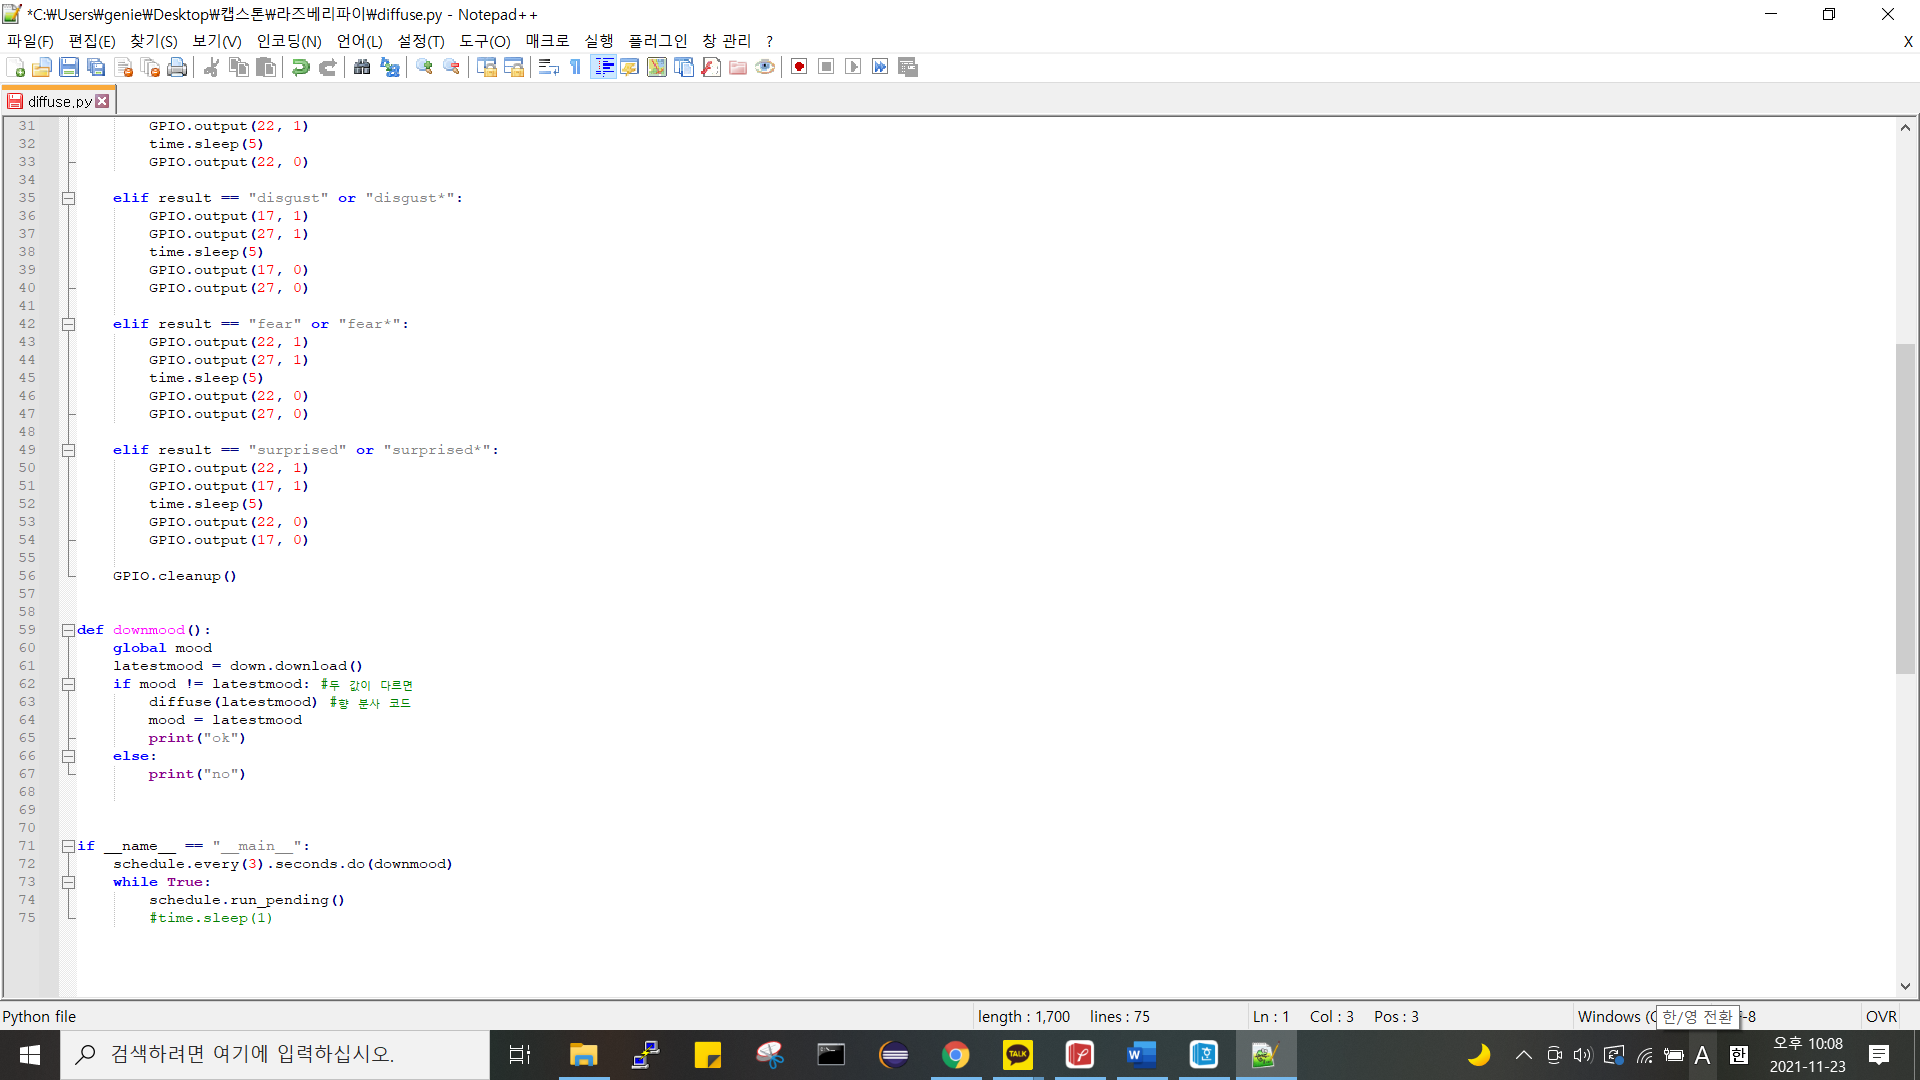 *C:\Users\genie\Desktop\캡스톤\라즈베리파이\diffuse.py - Notepad++
파일(F) 편집(E) 찾기(S) 보기(V) 인코딩(N) 언어(L) 설정(T) 도구(O) 매크로 실행 플러그인 창 관리 ? X
diffuse.py
31 GPIO.output(22, 1)
32 time.sleep(5)
33 GPIO.output(22, 0)
34
35 elif result == "disgust" or "disgust*":
36 GPIO.output(17, 1)
37 GPIO.output(27, 1)
38 time.sleep(5)
39 GPIO.output(17, 0)
40 GPIO.output(27, 0)
41
42 elif result == "fear" or "fear*":
43 GPIO.output(22, 1)
44 GPIO.output(27, 1)
45 time.sleep(5)
46 GPIO.output(22, 0)
47 GPIO.output(27, 0)
48
49 elif result == "surprised" or "surprised*":
50 GPIO.output(22, 1)
51 GPIO.output(17, 1)
52 time.sleep(5)
53 GPIO.output(22, 0)
54 GPIO.output(17, 0)
55
56 GPIO.cleanup()
57
58
59 def downmood():
60 global mood
61 latestmood = down.download()
62 if mood != latestmood: #두 값이 다르면
63 diffuse(latestmood) #향 분사 코드
64 mood = latestmood
65 print("ok")
66 else:
67 print("no")
68
69
70
71 if __name__ == "__main__":
72 schedule.every(3).seconds.do(downmood)
73 while True:
74 schedule.run_pending()
75 #time.sleep(1)
Python file length : 1,700 lines : 75 Ln : 1 Col : 3 Pos : 3 Windows (C 한/영 전환 F-8 OVR
검색하려면 여기에 입력하십시오. TALK W A 한 오후 10:08
2021-11-23